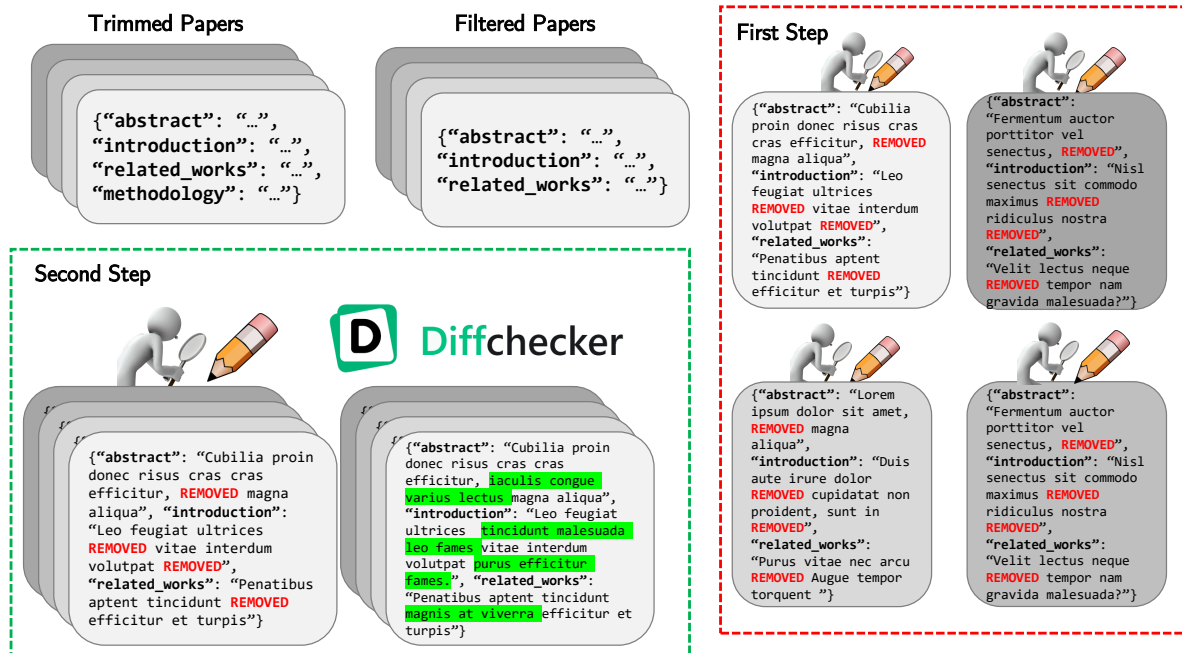 Trimmed Papers
{“abstract”: “…”,
“introduction”: “…”,
“related_works”: “…”,
“methodology”: “…”}
Filtered Papers
{“abstract”: “…”,
“introduction”: “…”,
“related_works”: “…”}
First Step
{“abstract”: “Cubilia
proin donec risus cras
cras efficitur, REMOVED
magna aliqua”,
“introduction”: “Leo
feugiat ultrices
REMOVED vitae interdum
volutpat REMOVED”,
“related_works”:
“Penatibus aptent
tincidunt REMOVED
efficitur et turpis”}
{“abstract”:
“Fermentum auctor
porttitor vel
senectus, REMOVED”,
“introduction”: “Nisl
senectus sit commodo
maximus REMOVED
ridiculus nostra
REMOVED”,
“related_works”:
“Velit lectus neque
REMOVED tempor nam
gravida malesuada?”}
{“abstract”: “Lorem
ipsum dolor sit amet,
REMOVED magna
aliqua”,
“introduction”: “Duis
aute irure dolor
REMOVED cupidatat non
proident, sunt in
REMOVED”,
“related_works”:
“Purus vitae nec arcu
REMOVED Augue tempor
torquent ”}
{“abstract”:
“Fermentum auctor
porttitor vel
senectus, REMOVED”,
“introduction”: “Nisl
senectus sit commodo
maximus REMOVED
ridiculus nostra
REMOVED”,
“related_works”:
“Velit lectus neque
REMOVED tempor nam
gravida malesuada?”}
Second Step
D Diffchecker
{“abstract”: “Cubilia proin
donec risus cras cras
efficitur, REMOVED magna
aliqua”, “introduction”:
“Leo feugiat ultrices
REMOVED vitae interdum
volutpat REMOVED”,
“related_works”: “Penatibus
aptent tincidunt REMOVED
efficitur et turpis”}
{“abstract”: “Cubilia proin
donec risus cras cras
efficitur, iaculis congue
varius lectus magna aliqua”,
“introduction”: “Leo feugiat
ultrices tincidunt malesuada
leo fames vitae interdum
volutpat purus efficitur
fames.”, “related_works”:
“Penatibus aptent tincidunt
magnis at viverra efficitur et
turpis”}